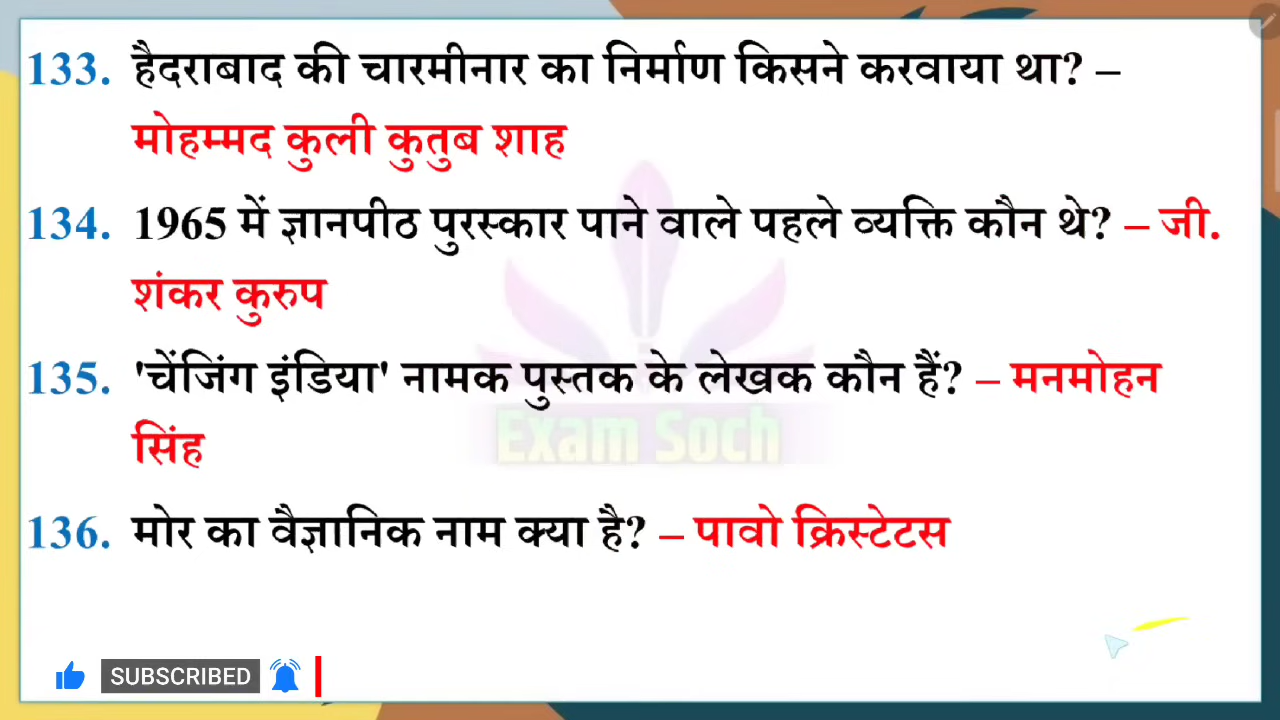 133. हैदराबाद की चारमीनार का निर्माण किसने करवाया था? –
मोहम्मद कुली कुतुब शाह
134. 1965 में ज्ञानपीठ पुरस्कार पाने वाले पहले व्यक्ति कौन थे? – जी.
शंकर कुरुप
135. 'चेंजिंग इंडिया' नामक पुस्तक के लेखक कौन हैं? – मनमोहन
सिंह
Exam Soch
136. मोर का वैज्ञानिक नाम क्या है? – पावो क्रिस्टेटस
SUBSCRIBED